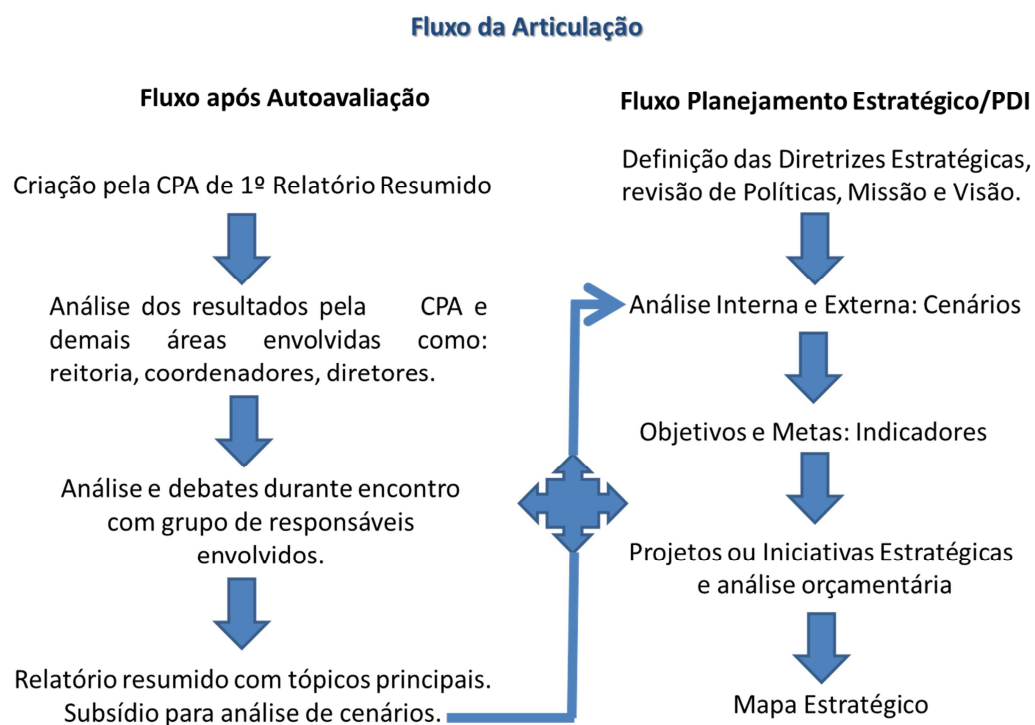 Fluxo da Articulação
Fluxo após Autoavaliação
Criação pela CPA de 1º Relatório Resumido
Análise dos resultados pela CPA e
demais áreas envolvidas como:
reitoria, coordenadores, diretores.
Análise e debates durante encontro
com grupo de responsáveis
envolvidos.
Relatório resumido com tópicos principais.
Subsídio para análise de cenários.
Fluxo Planejamento Estratégico/PDI
Definição das Diretrizes Estratégicas,
revisão de Políticas, Missão e Visão.
Análise Interna e Externa: Cenários
Objetivos e Metas: Indicadores
Projetos ou Iniciativas Estratégicas
e análise orçamentária
Mapa Estratégico